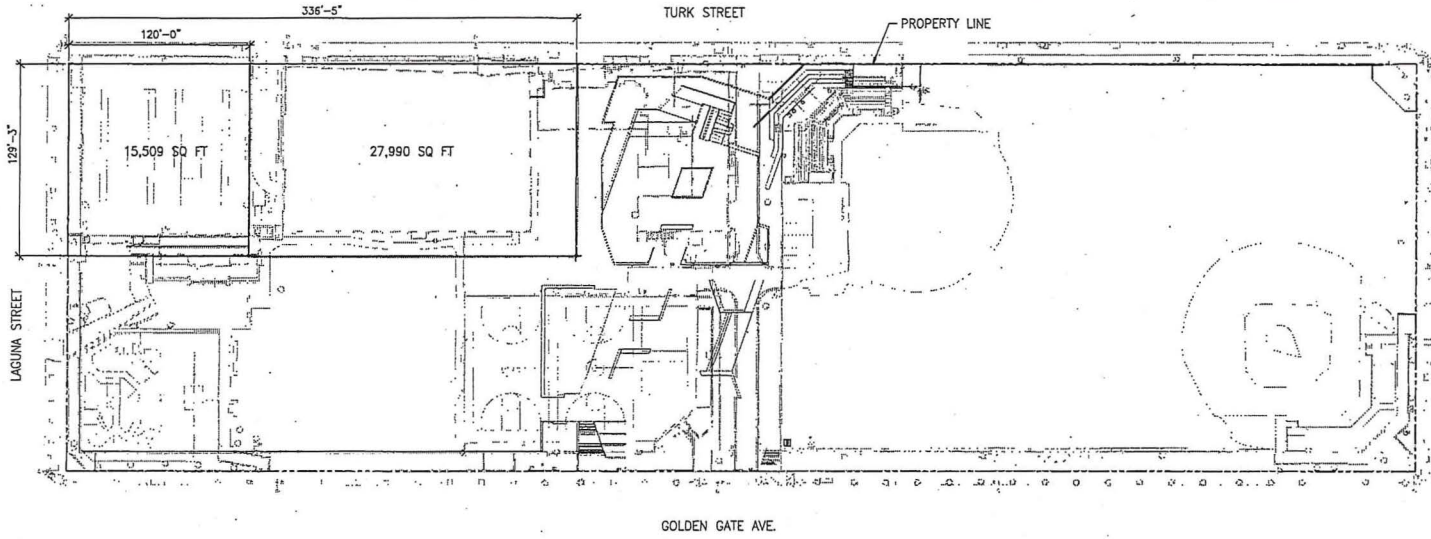 336'-5"
TURK STREET
PROPERTY LINE
120'-0"
129'-3"
15,509 SQ FT
27,990 SQ FT
LAGUNA STREET
GOLDEN GATE AVE.